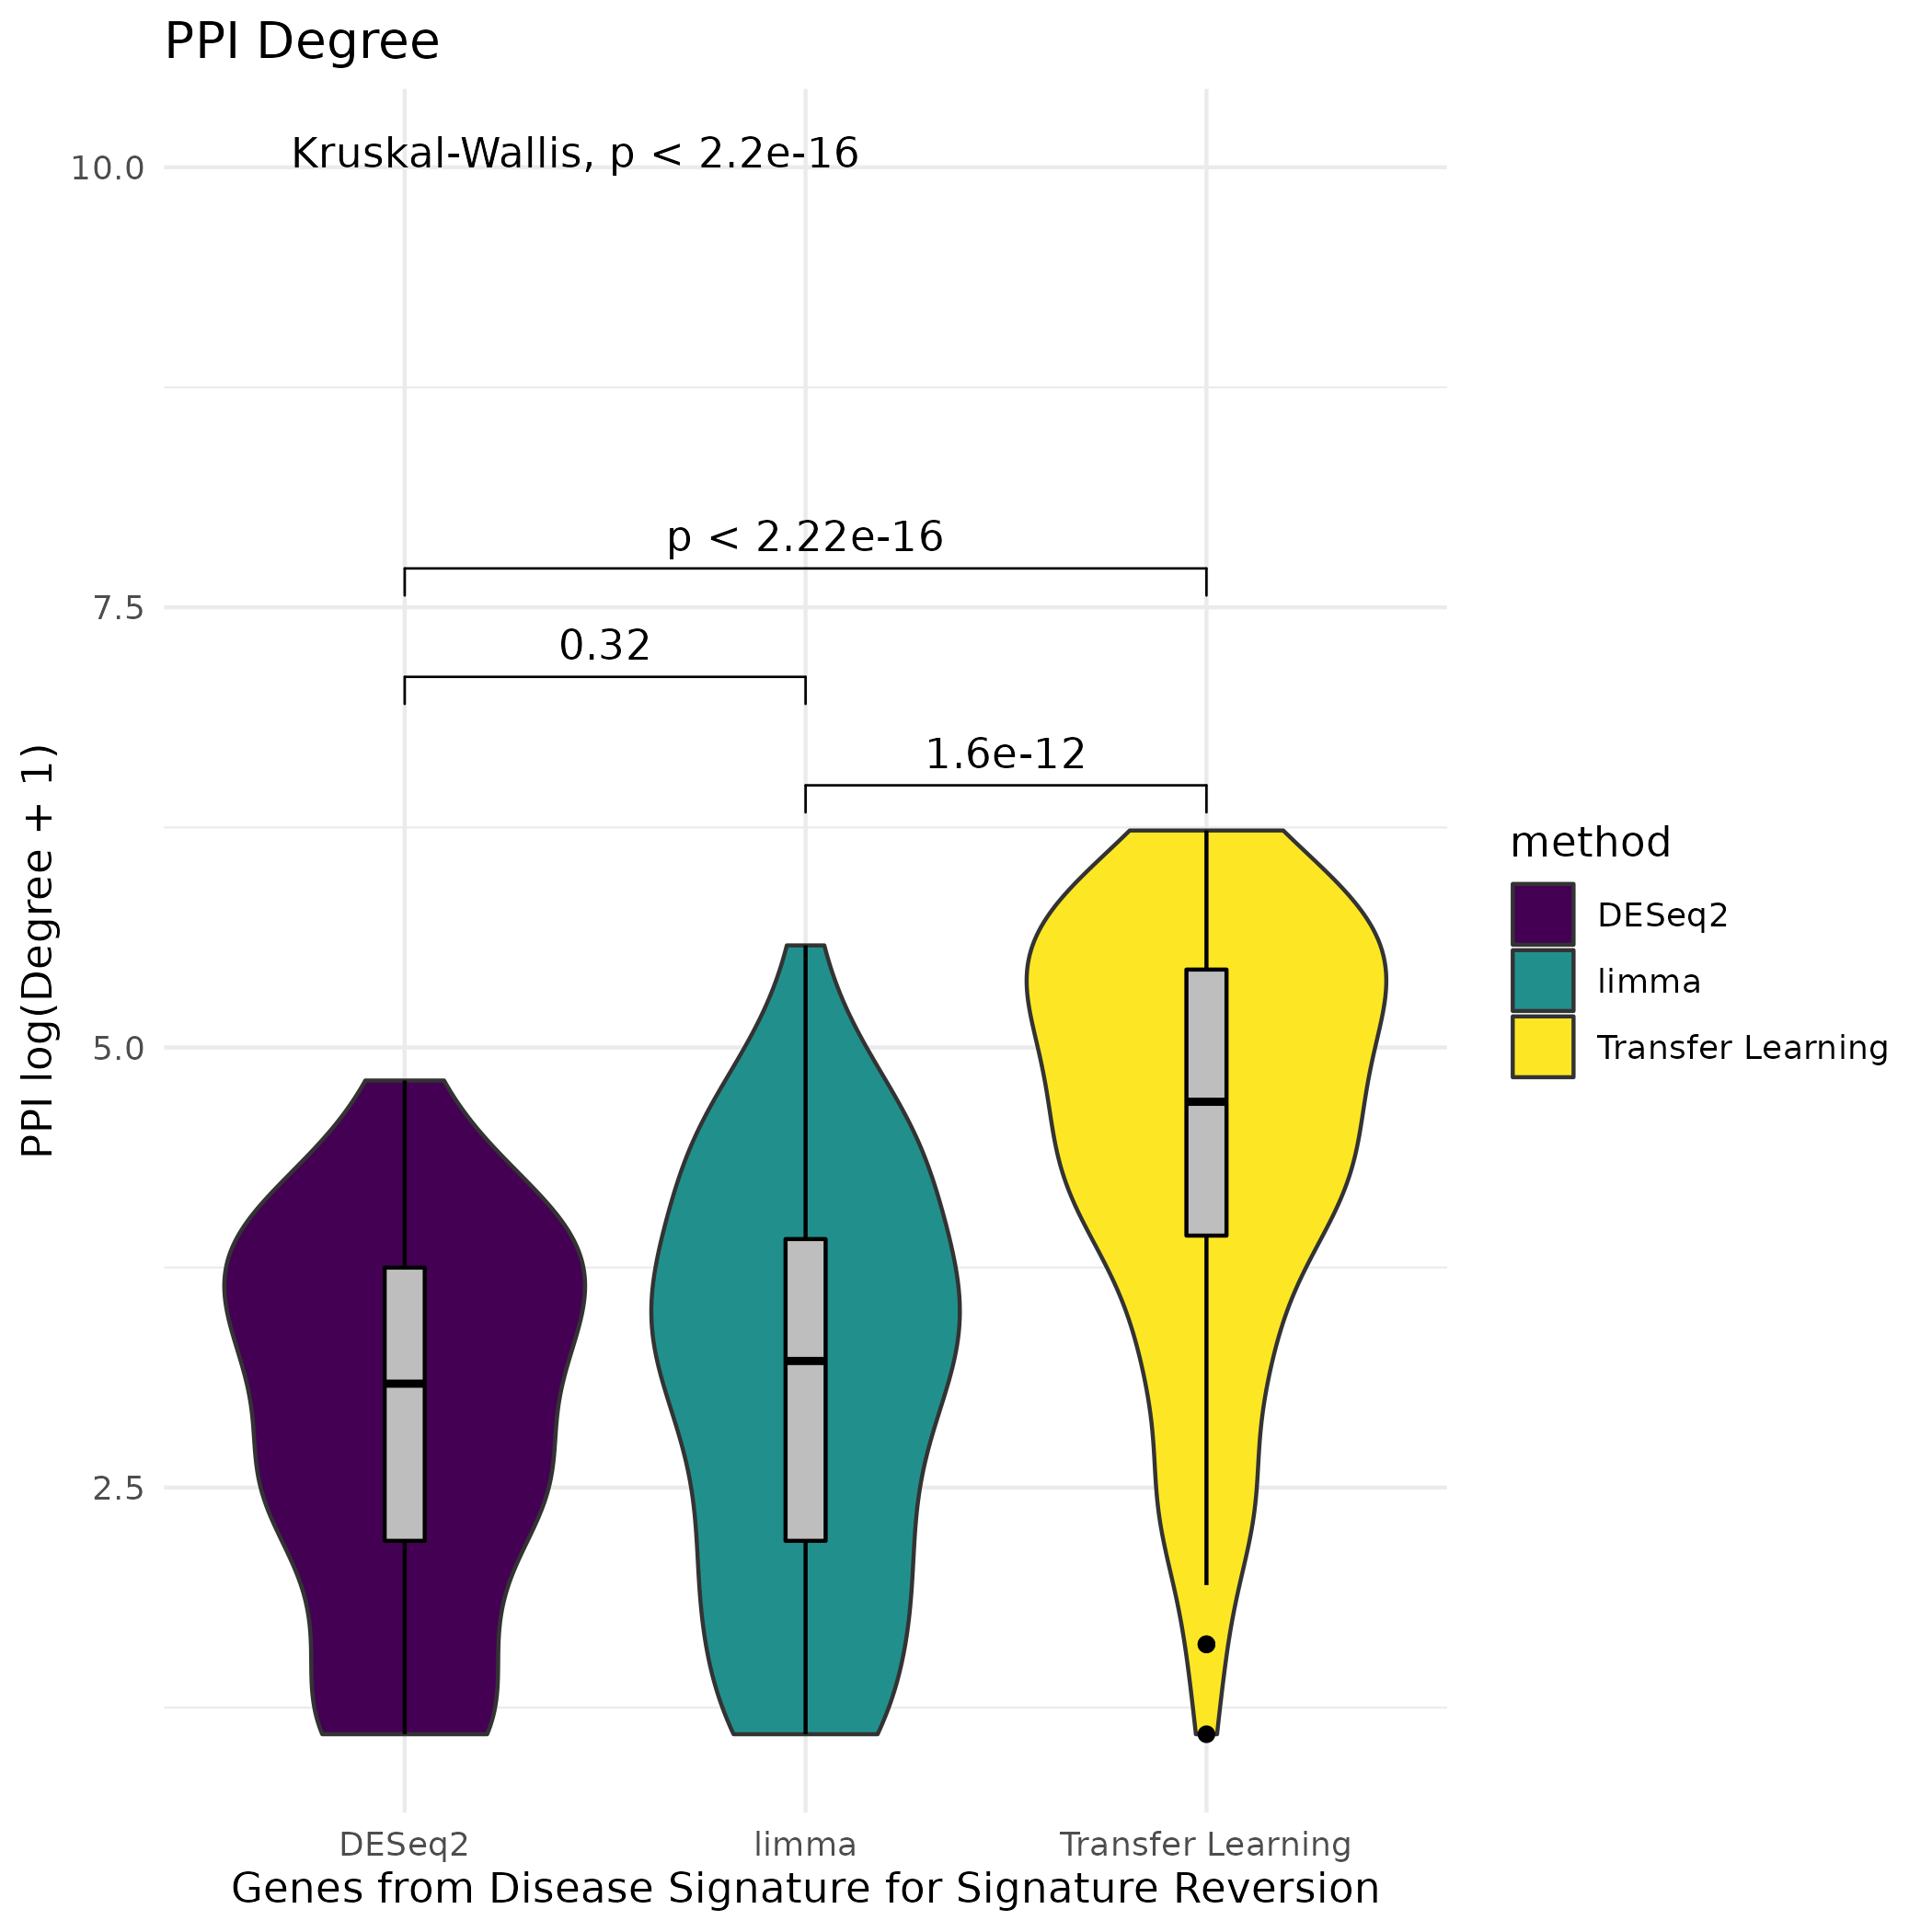 PPI Degree
Kruskal-Wallis, p < 2.2e-16
10.0
p < 2.22e-16
7.5
0.32
1.6e-12
5.0
2.5
PPI log(Degree + 1)
DESeq2
limma
Transfer Learning
Genes from Disease Signature for Signature Reversion
method
DESeq2
limma
Transfer Learning